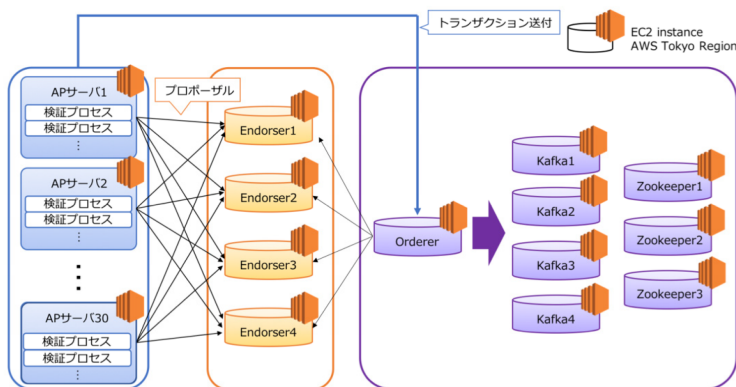 トランザクション送付
EC2 instance
AWS Tokyo Region
APサーバ1
検証プロセス
検証プロセス
⋮
プロポーザル
APサーバ2
検証プロセス
検証プロセス
⋮
APサーバ30
検証プロセス
検証プロセス
⋮
Endorser1
Endorser2
Endorser3
Endorser4
Orderer
Kafka1
Kafka2
Kafka3
Kafka4
Zookeeper1
Zookeeper2
Zookeeper3